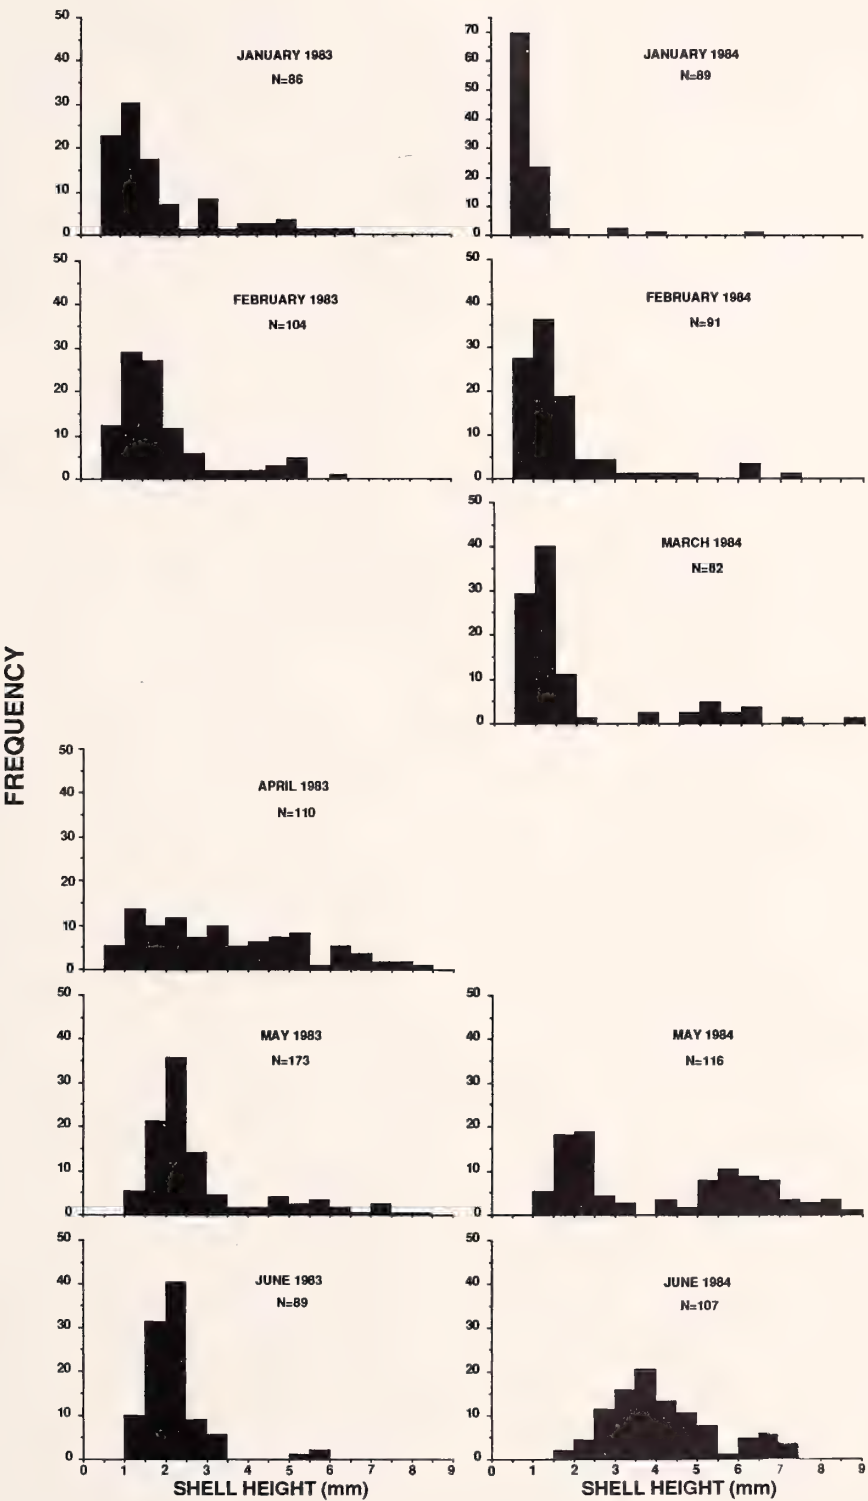 FREQUENCY
50
40
30
20
10
0
JANUARY 1983
N=86
70
60
50
40
30
20
10
0
JANUARY 1984
N=89
50
40
30
20
10
0
FEBRUARY 1983
N=104
50
40
30
20
10
0
FEBRUARY 1984
N=91
50
40
30
20
10
0
MARCH 1984
N=82
50
40
30
20
10
0
APRIL 1983
N=110
50
40
30
20
10
0
MAY 1983
N=173
50
40
30
20
10
0
MAY 1984
N=116
50
40
30
20
10
0
JUNE 1983
N=89
0 1 2 3 4 5 6 7 8 9
SHELL HEIGHT (mm)
50
40
30
20
10
0
JUNE 1984
N=107
0 1 2 3 4 5 6 7 8 9
SHELL HEIGHT (mm)